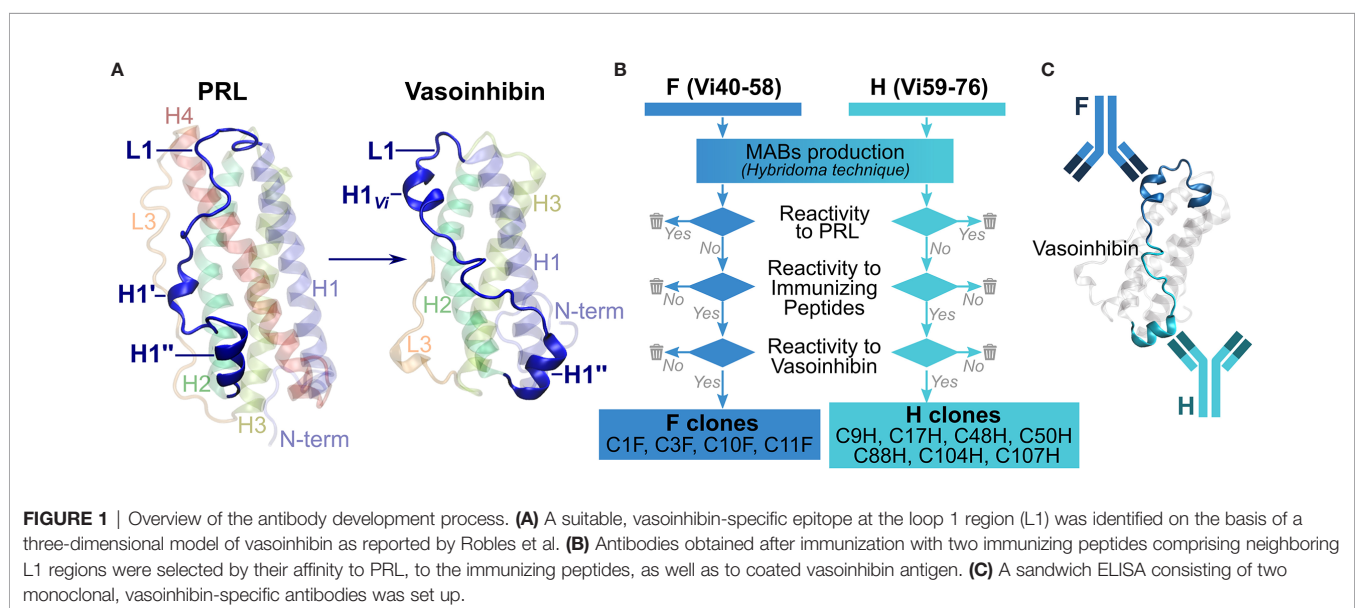 A
PRL
H4
L1
L3
H1'
H1
H1"
H2
H3
N-term
Vasoinhibin
L1
H1Vi
H3
H1
H2
N-term
L3
H1"
B
F (Vi40-58)
H (Vi59-76)
MABs production
(Hybridoma technique)
Reactivity
to PRL
Yes
Yes
No
No
Reactivity to
Immunizing
Peptides
No
No
Yes
Yes
Reactivity to
Vasoinhibin
No
No
Yes
Yes
F clones
C1F, C3F, C10F, C11F
H clones
C9H, C17H, C48H, C50H
C88H, C104H, C107H
C
F
Vasoinhibin
H
FIGURE 1 | Overview of the antibody development process. (A) A suitable, vasoinhibin-specific epitope at the loop 1 region (L1) was identified on the basis of a
three-dimensional model of vasoinhibin as reported by Robles et al. (B) Antibodies obtained after immunization with two immunizing peptides comprising neighboring
L1 regions were selected by their affinity to PRL, to the immunizing peptides, as well as to coated vasoinhibin antigen. (C) A sandwich ELISA consisting of two
monoclonal, vasoinhibin-specific antibodies was set up.